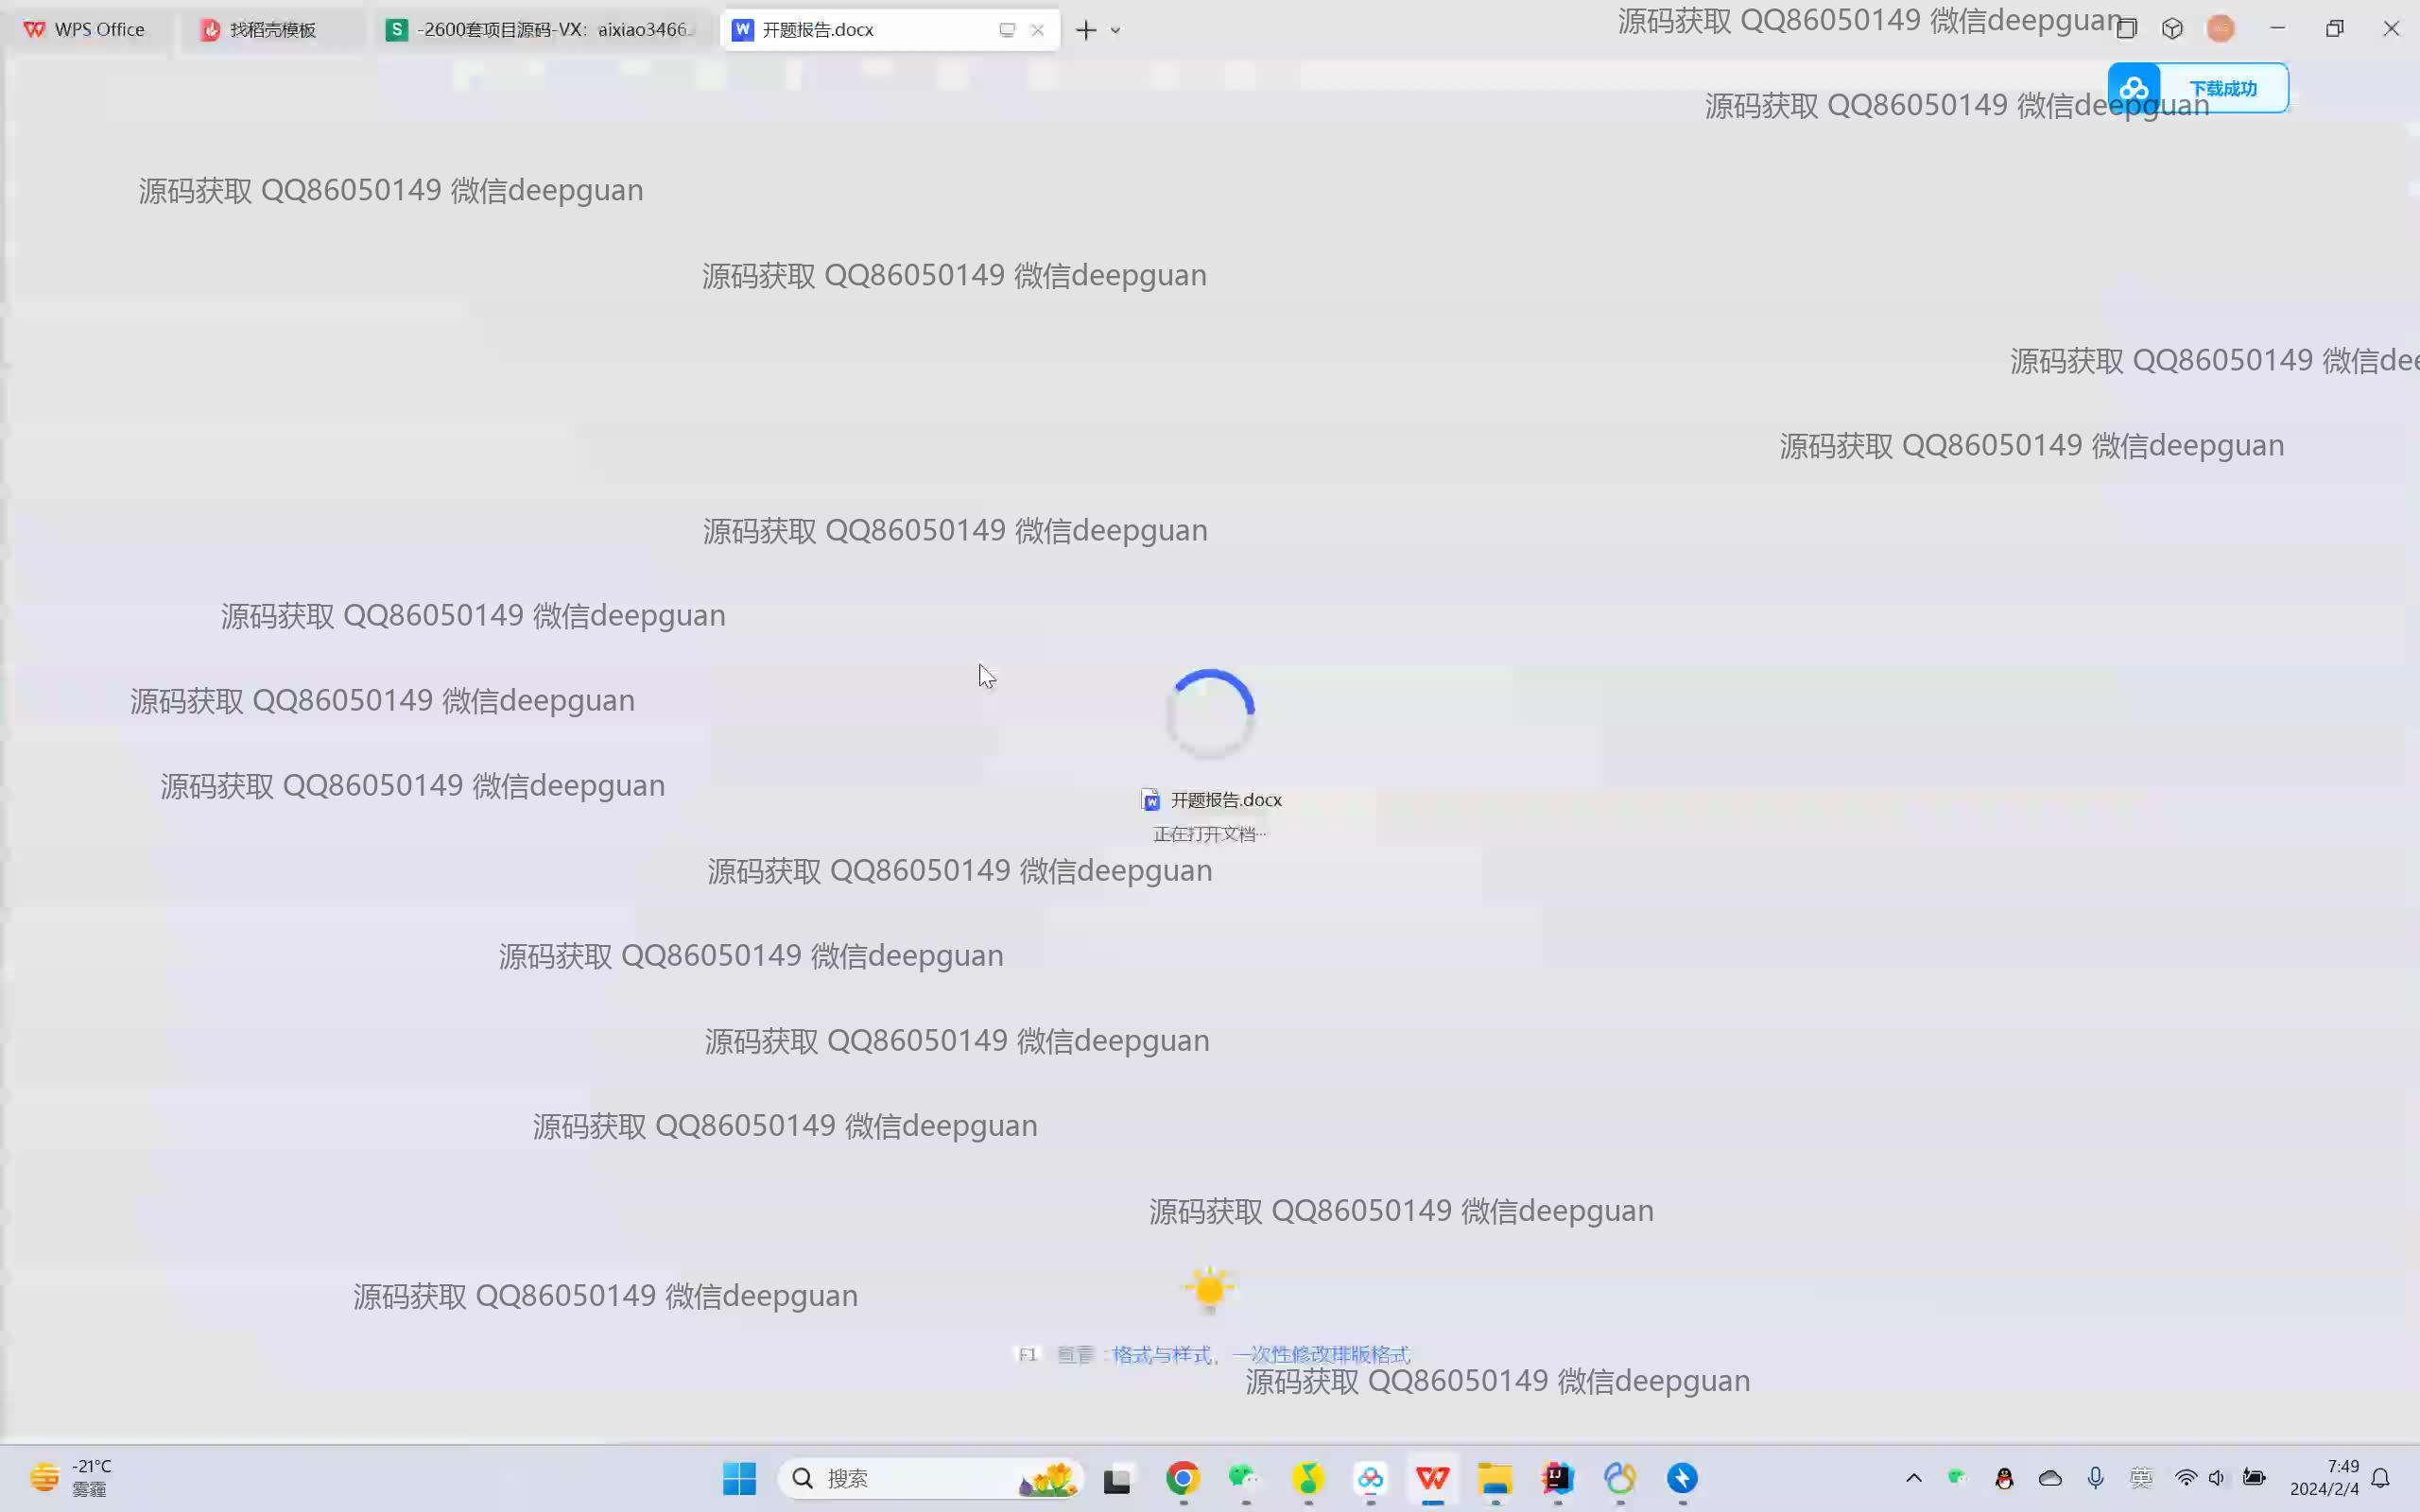 WPS Office
找稻壳模板
-2600套项目源码-VX：aixiao3466
开题报告.docx
源码获取 QQ86050149 微信deepguan
下载成功
源码获取 QQ86050149 微信deepguan
源码获取 QQ86050149 微信deepguan
源码获取 QQ86050149 微信deepguan
源码获取 QQ86050149 微信dee
源码获取 QQ86050149 微信deepguan
源码获取 QQ86050149 微信deepguan
源码获取 QQ86050149 微信deepguan
源码获取 QQ86050149 微信deepguan
源码获取 QQ86050149 微信deepguan
开题报告.docx
正在打开文档...
源码获取 QQ86050149 微信deepguan
源码获取 QQ86050149 微信deepguan
源码获取 QQ86050149 微信deepguan
源码获取 QQ86050149 微信deepguan
源码获取 QQ86050149 微信deepguan
源码获取 QQ86050149 微信deepguan
F1 查看：格式与样式，一次性修改排版格式
源码获取 QQ86050149 微信deepguan
-21°C
雾霾
搜索
英
7:49
2024/2/4